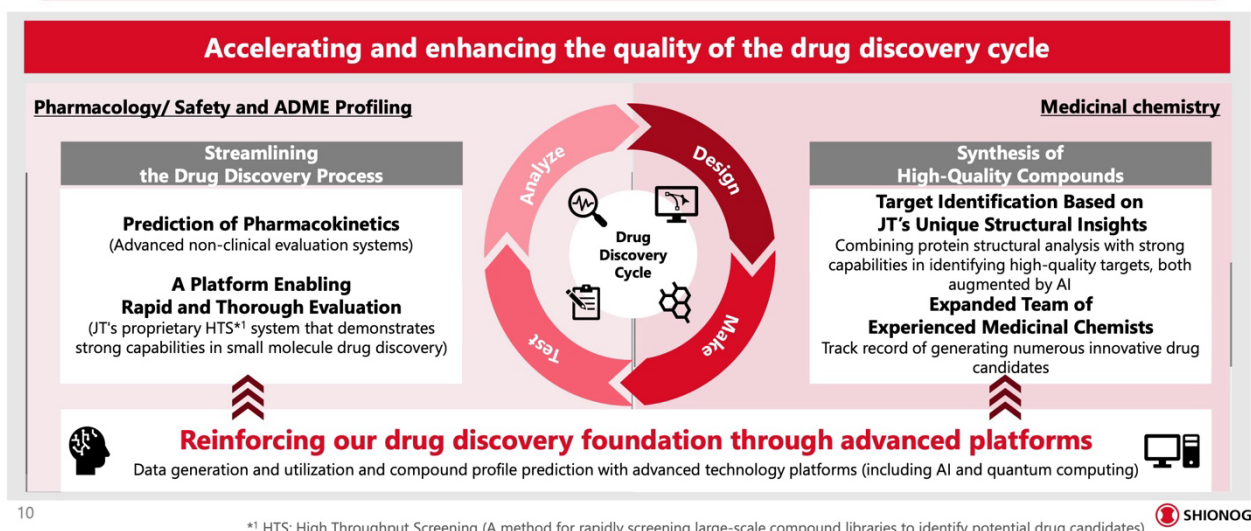 Accelerating and enhancing the quality of the drug discovery cycle
Pharmacology/ Safety and ADME Profiling
Streamlining
the Drug Discovery Process
Prediction of Pharmacokinetics
(Advanced non-clinical evaluation systems)
A Platform Enabling
Rapid and Thorough Evaluation
(JT's proprietary HTS*1 system that demonstrates
strong capabilities in small molecule drug discovery)
Analyze
Design
Make
Test
Drug
Discovery
Cycle
Medicinal chemistry
Synthesis of
High-Quality Compounds
Target Identification Based on
JT’s Unique Structural Insights
Combining protein structural analysis with strong
capabilities in identifying high-quality targets, both
augmented by AI
Expanded Team of
Experienced Medicinal Chemists
Track record of generating numerous innovative drug
candidates
Reinforcing our drug discovery foundation through advanced platforms
Data generation and utilization and compound profile prediction with advanced technology platforms (including AI and quantum computing)
10
*1 HTS: High Throughput Screening (A method for rapidly screening large-scale compound libraries to identify potential drug candidates)
SHIONOG